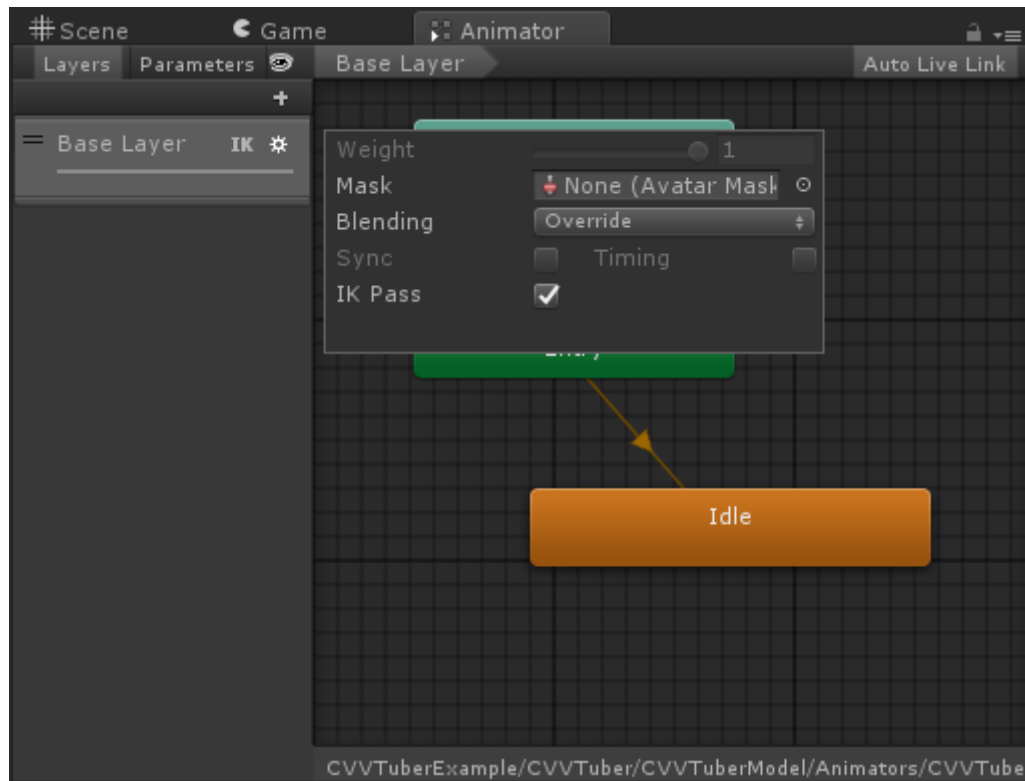 Scene Game Animator
Layers Parameters Base Layer Auto Live Link
+
Base Layer IK
Weight 1
Mask None (Avatar Mask
Blending Override
Sync Timing
IK Pass
Entry
Idle
CVVTuberExample/CVVTuber/CVVTuberModel/Animators/CVVTube